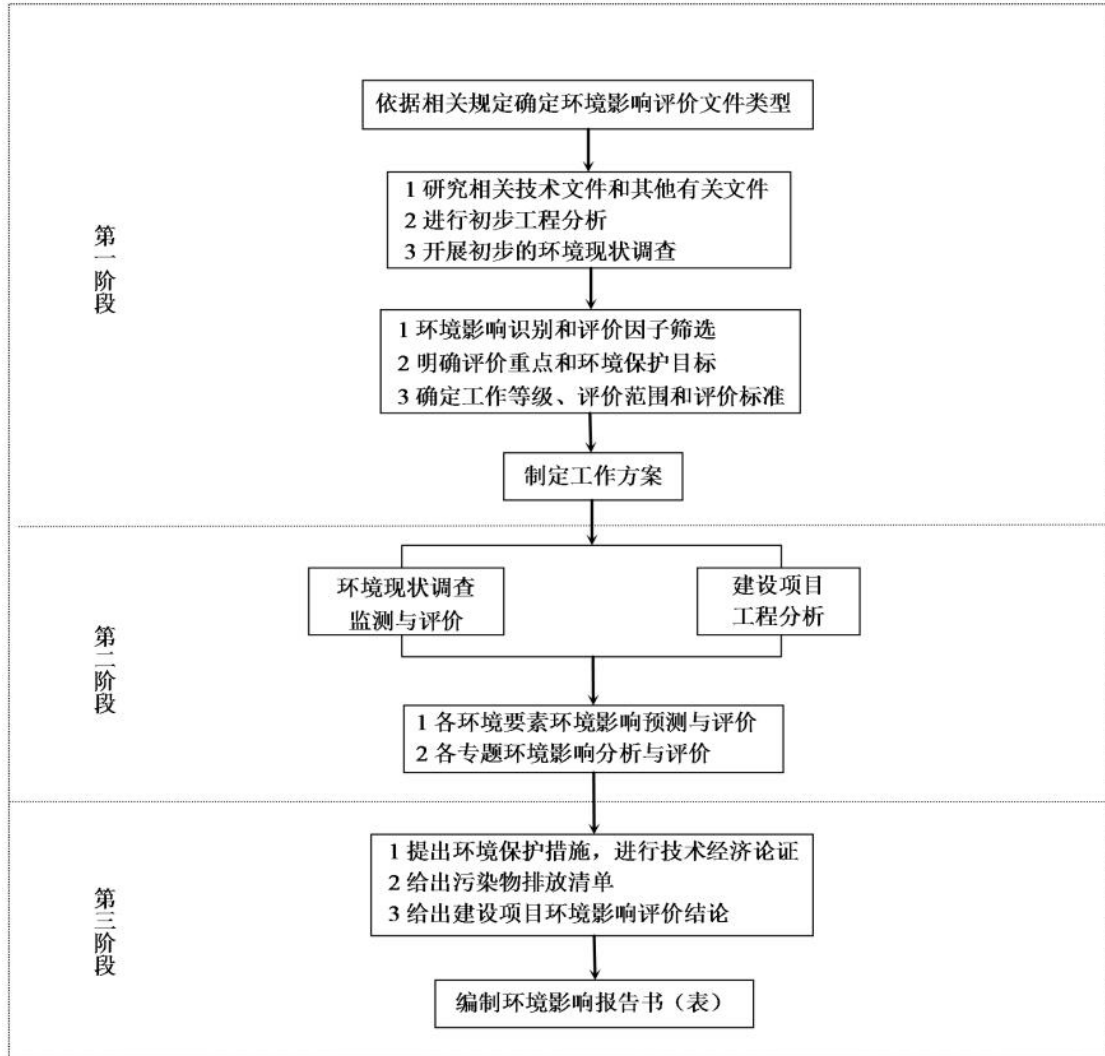 依据相关规定确定环境影响评价文件类型
1 研究相关技术文件和其他有关文件
2 进行初步工程分析
3 开展初步的环境现状调查
第一阶段
1 环境影响识别和评价因子筛选
2 明确评价重点和环境保护目标
3 确定工作等级、评价范围和评价标准
制定工作方案
第二阶段
环境现状调查
监测与评价
建设项目
工程分析
1 各环境要素环境影响预测与评价
2 各专题环境影响分析与评价
第三阶段
1 提出环境保护措施，进行技术经济论证
2 给出污染物排放清单
3 给出建设项目环境影响评价结论
编制环境影响报告书（表）